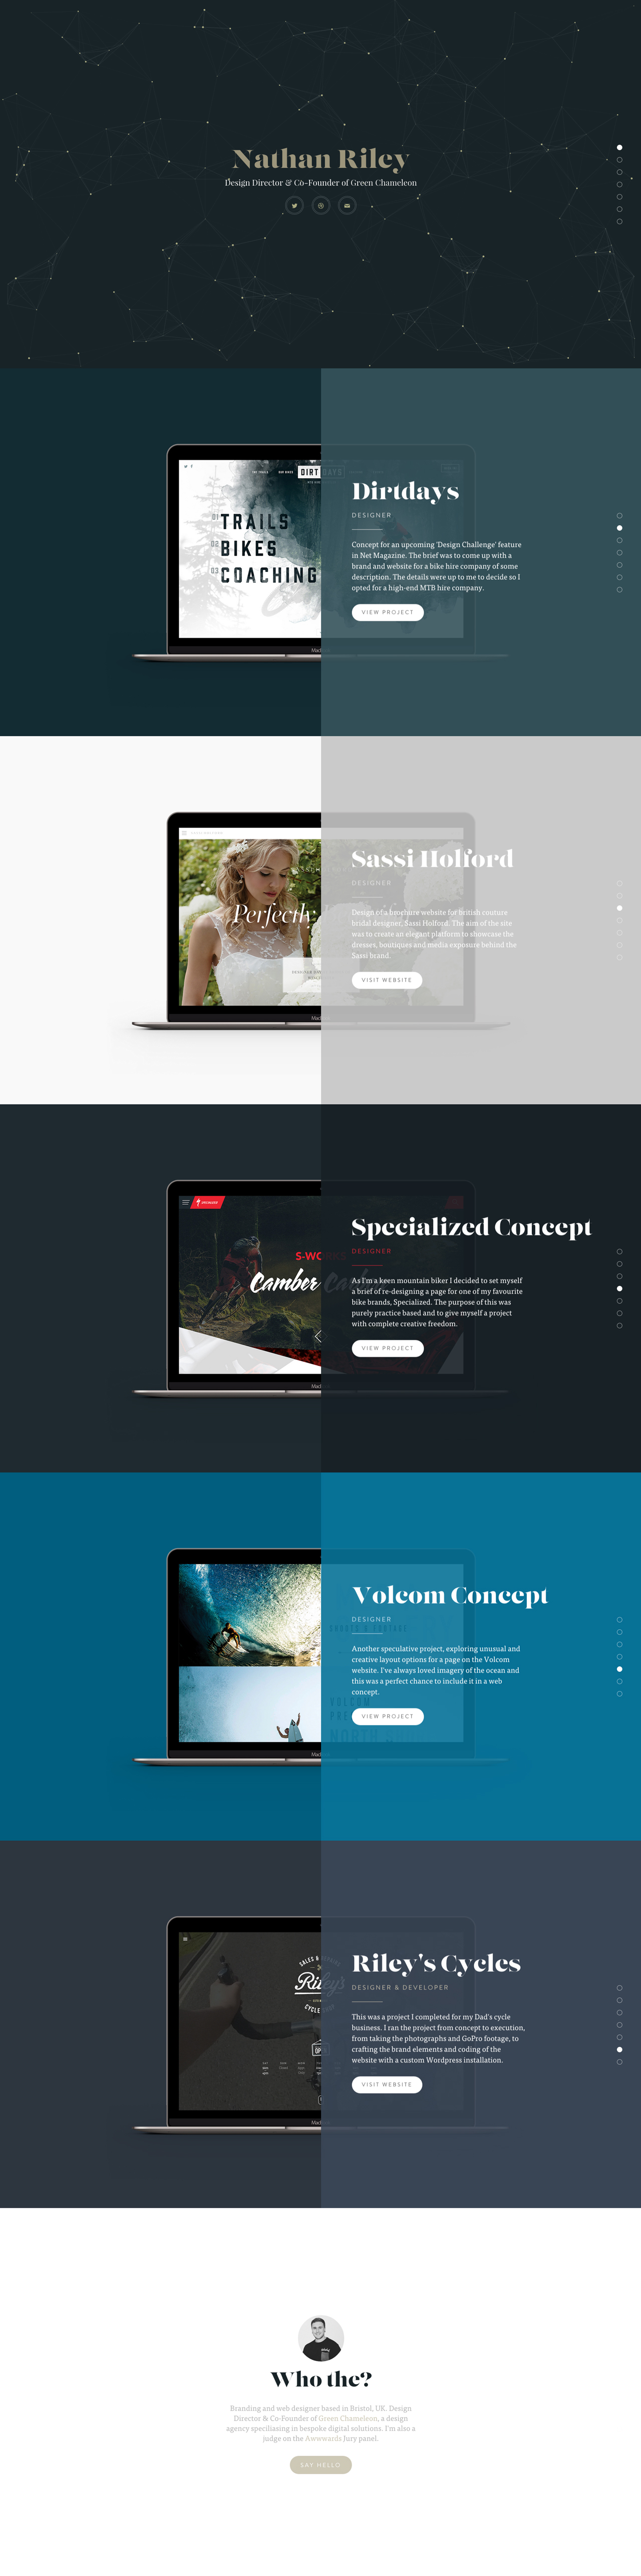 Nathan Riley
Design Director & Co-Founder of Green Chameleon
DIRT DAYS
01 TRAILS
02 BIKES
03 COACHING
Dirtdays
DESIGNER
Concept for an upcoming 'Design Challenge' feature
in Net Magazine. The brief was to come up with a
brand and website for a bike hire company of some
description. The details were up to me to decide so I
opted for a high-end MTB hire company.
VIEW PROJECT
Perfectly
Sassi Holford
DESIGNER
Design of a brochure website for British couture
bridal designer, Sassi Holford. The aim of the site
was to create an elegant platform to showcase the
dresses, boutiques and media exposure behind the
Sassi brand.
VISIT WEBSITE
S-WO
Camber
Specialized Concept
DESIGNER
As I'm a keen mountain biker I decided to set myself
a brief of re-designing a page for one of my favourite
bike brands, Specialized. The purpose of this was
purely practice based and to give myself a project
with complete creative freedom.
VIEW PROJECT
Volcom Concept
DESIGNER
Another speculative project, exploring unusual and
creative layout options for a page on the Volcom
website. I've always loved imagery of the ocean and
this was a perfect chance to include it in a web
concept.
VIEW PROJECT
VOLCOM
Riley's
Riley's Cycles
DESIGNER & DEVELOPER
This was a project I completed for my Dad's cycle
business. I ran the project from concept to execution,
from taking the photographs and GoPro footage, to
crafting the brand elements and coding of the
website with a custom Wordpress installation.
VISIT WEBSITE
Who the?
Branding and web designer based in Bristol, UK. Design
Director & Co-Founder of Green Chameleon, a design
agency speciliasing in bespoke digital solutions. I'm also a
judge on the Awwwards Jury panel.
SAY HELLO